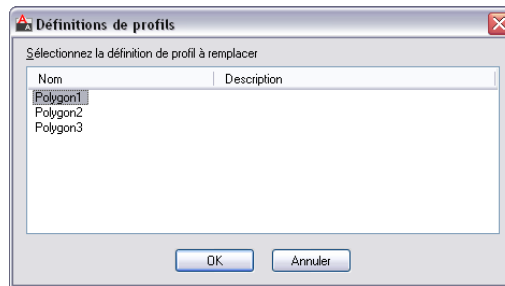 Définitions de profils
Sélectionnez la définition de profil à remplacer
Nom Description
Polygon1
Polygon2
Polygon3
OK Annuler